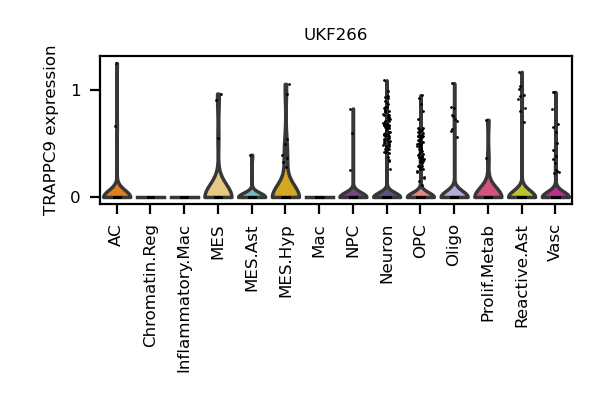 UKF266
TRAPPC9 expression
1
0
AC
Chromatin.Reg
Inflammatory.Mac
MES
MES.Ast
MES.Hyp
Mac
NPC
Neuron
OPC
Oligo
Prolif.Metab
Reactive.Ast
Vasc